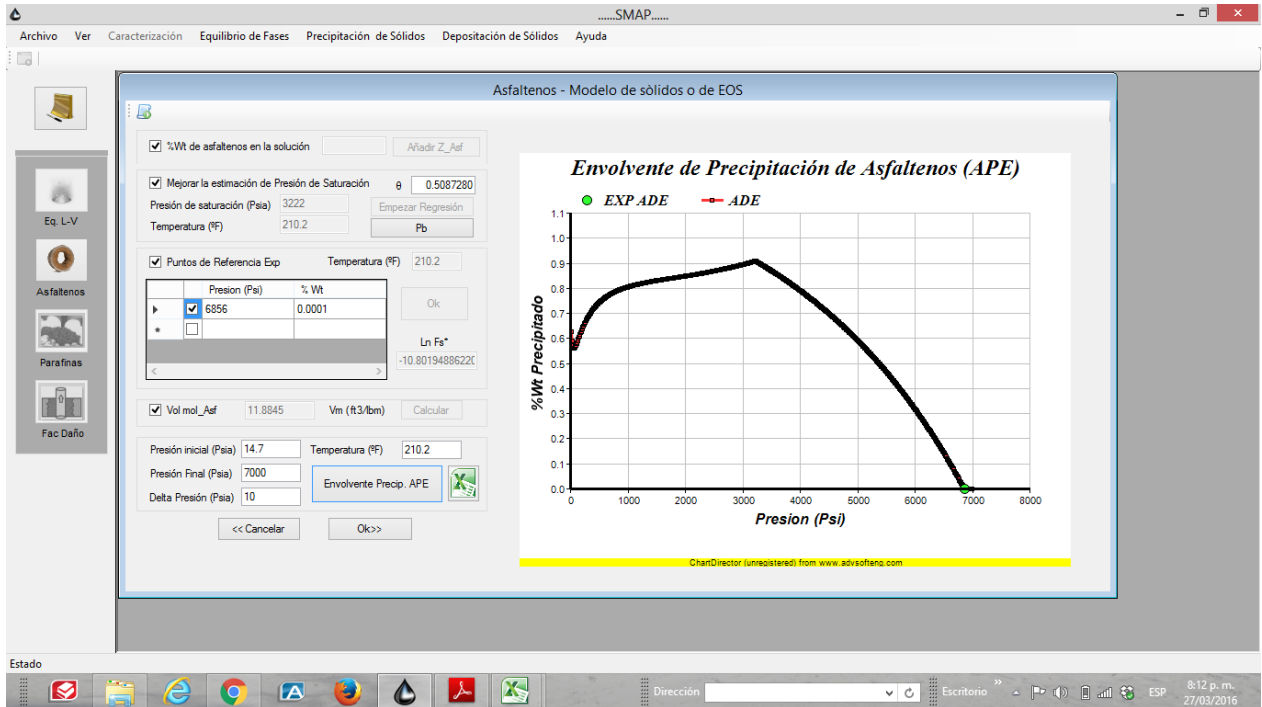 ......SMAP......
Archivo Ver Caracterización Equilibrio de Fases Precipitación de Sólidos Depositación de Sólidos Ayuda
Asfaltenos - Modelo de sòlidos o de EOS
Eq. L-V
Asfaltenos
Parafinas
Fac Daño
%Wt de asfaltenos en la solución Añadir Z_Asf
Mejorar la estimación de Presión de Saturación θ 0.5087280
Presión de saturación (Psia) 3222 Empezar Regresión
Temperatura (ºF) 210.2 Pb
Puntos de Referencia Exp Temperatura (ºF) 210.2
Presion (Psi) % Wt
6856 0.0001
Ok
Ln Fs*
-10.8019488622(
Vol mol_Asf 11.8845 Vm (ft3/lbm) Calcular
Presión inicial (Psia) 14.7 Temperatura (ºF) 210.2
Presión Final (Psia) 7000
Envolvente Precip. APE
Delta Presión (Psia) 10
<< Cancelar Ok>>
Envolvente de Precipitación de Asfaltenos (APE)
EXP ADE ADE
%Wt Precipitado
1.1
1.0
0.9
0.8
0.7
0.6
0.5
0.4
0.3
0.2
0.1
0.0
0 1000 2000 3000 4000 5000 6000 7000 8000
Presion (Psi)
ChartDirector (unregistered) from www.advsofteng.com
Estado
Dirección
Escritorio
ESP
8:12 p. m.
27/03/2016